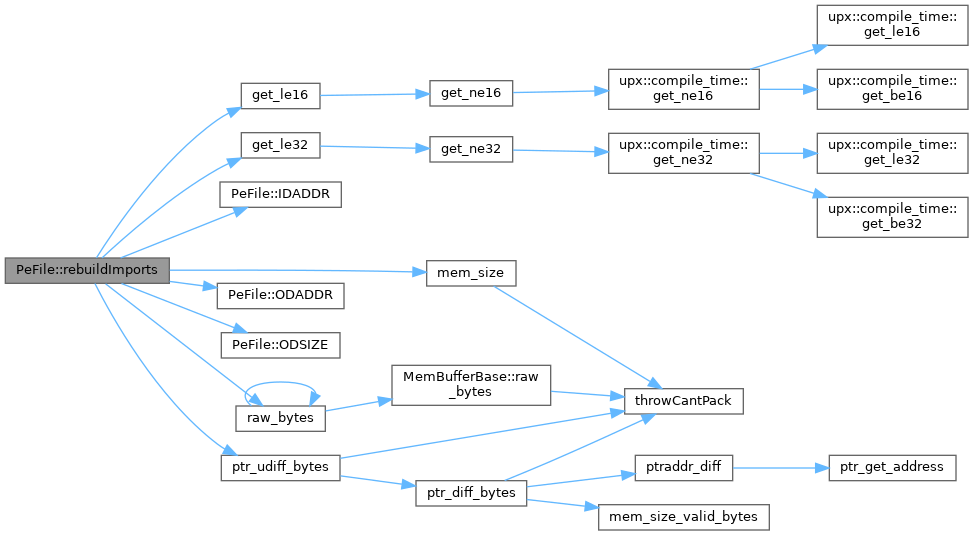 upx::compile_time::
get_le16
get_le16
get_ne16
upx::compile_time::
get_ne16
upx::compile_time::
get_be16
get_le32
get_ne32
upx::compile_time::
get_ne32
upx::compile_time::
get_le32
PeFile::IDADDR
upx::compile_time::
get_be32
PeFile::rebuildImports
mem_size
PeFile::ODADDR
PeFile::ODSIZE
MemBufferBase::raw
_bytes
throwCantPack
raw_bytes
ptr_udiff_bytes
ptraddr_diff
ptr_get_address
ptr_diff_bytes
mem_size_valid_bytes